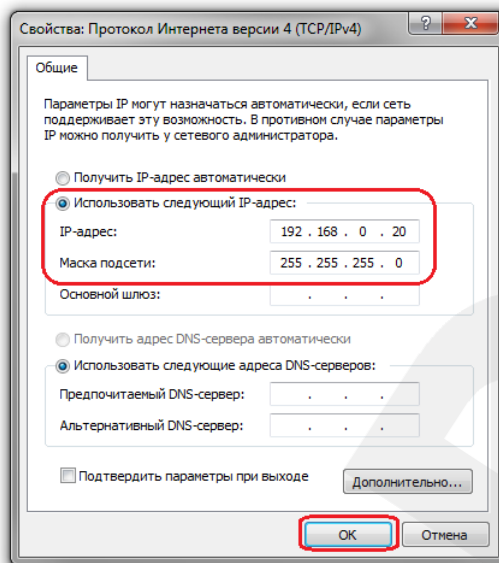 Свойства: Протокол Интернета версии 4 (TCP/IPv4)
Общие
Параметры IP могут назначаться автоматически, если сеть
поддерживает эту возможность. В противном случае параметры
IP можно получить у сетевого администратора.
Получить IP-адрес автоматически
Использовать следующий IP-адрес:
IP-адрес: 192 . 168 . 0 . 20
Маска подсети: 255 . 255 . 255 . 0
Основной шлюз: . . .
Получить адрес DNS-сервера автоматически
Использовать следующие адреса DNS-серверов:
Предпочитаемый DNS-сервер: . . .
Альтернативный DNS-сервер: . . .
Подтвердить параметры при выходе
Дополнительно...
ОК Отмена